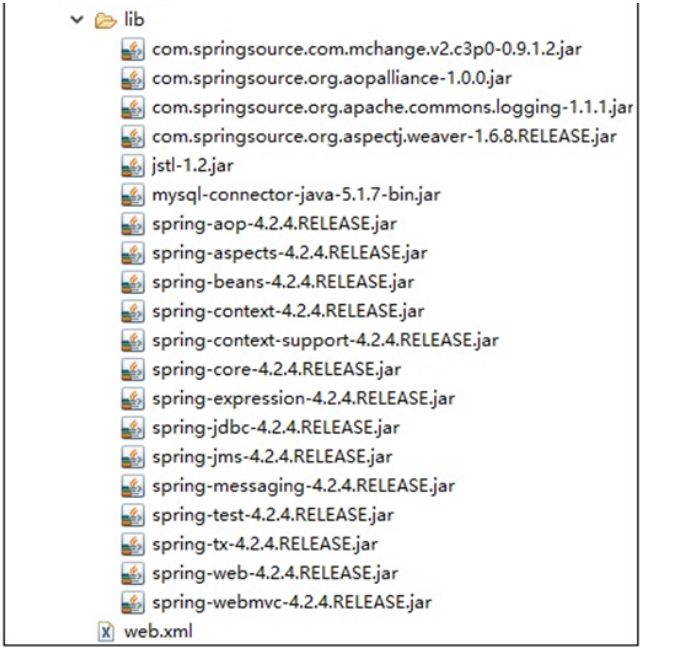 lib
com.springsource.com.mchange.v2.c3p0-0.9.1.2.jar
com.springsource.org.aopalliance-1.0.0.jar
com.springsource.org.apache.commons.logging-1.1.1.jar
com.springsource.org.aspectj.weaver-1.6.8.RELEASE.jar
jstl-1.2.jar
mysql-connector-java-5.1.7-bin.jar
spring-aop-4.2.4.RELEASE.jar
spring-aspects-4.2.4.RELEASE.jar
spring-beans-4.2.4.RELEASE.jar
spring-context-4.2.4.RELEASE.jar
spring-context-support-4.2.4.RELEASE.jar
spring-core-4.2.4.RELEASE.jar
spring-expression-4.2.4.RELEASE.jar
spring-jdbc-4.2.4.RELEASE.jar
spring-jms-4.2.4.RELEASE.jar
spring-messaging-4.2.4.RELEASE.jar
spring-test-4.2.4.RELEASE.jar
spring-tx-4.2.4.RELEASE.jar
spring-web-4.2.4.RELEASE.jar
spring-webmvc-4.2.4.RELEASE.jar
web.xml